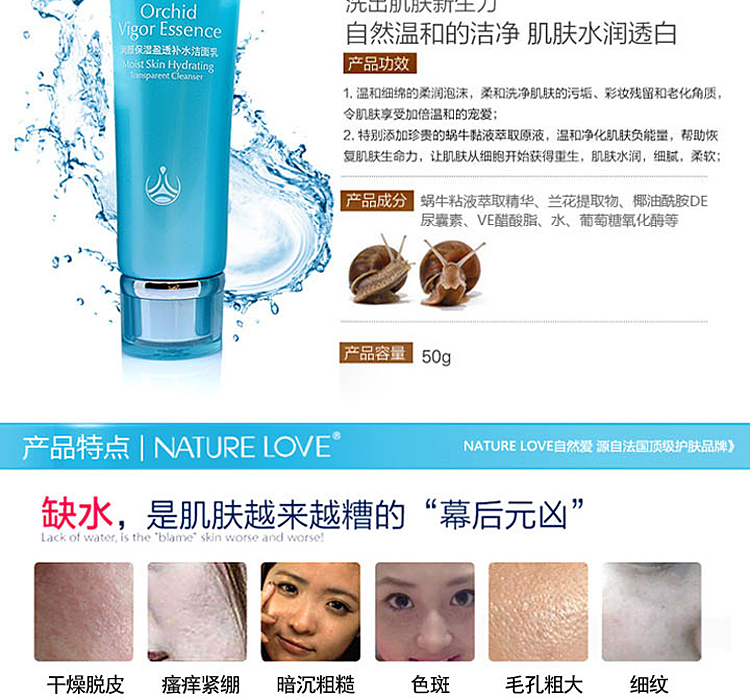 Orchid
Vigor Essence
润颜保湿盈透补水洁面乳
Moist Skin Hydrating
Transparent Cleanser
洗出肌肤新生力
自然温和的洁净 肌肤水润透白
产品功效
1. 温和细绵的柔润泡沫，柔和洗净肌肤的污垢、彩妆残留和老化角质，
令肌肤享受加倍温和的宠爱；
2. 特别添加珍贵的蜗牛黏液萃取原液，温和净化肌肤负能量，帮助恢
复肌肤生命力，让肌肤从细胞开始获得重生，肌肤水润，细腻，柔软；
产品成分
蜗牛粘液萃取精华、兰花提取物、椰油酰胺DE
尿囊素、VE醋酸脂、水、葡萄糖氧化酶等
产品容量
50g
产品特点 | NATURE LOVE®
NATURE LOVE自然爱 源自法国顶级护肤品牌》
缺水，是肌肤越来越糟的“幕后元凶”
Lack of water, is the "blame" skin worse and worse!
干燥脱皮
瘙痒紧绷
暗沉粗糙
色斑
毛孔粗大
细纹